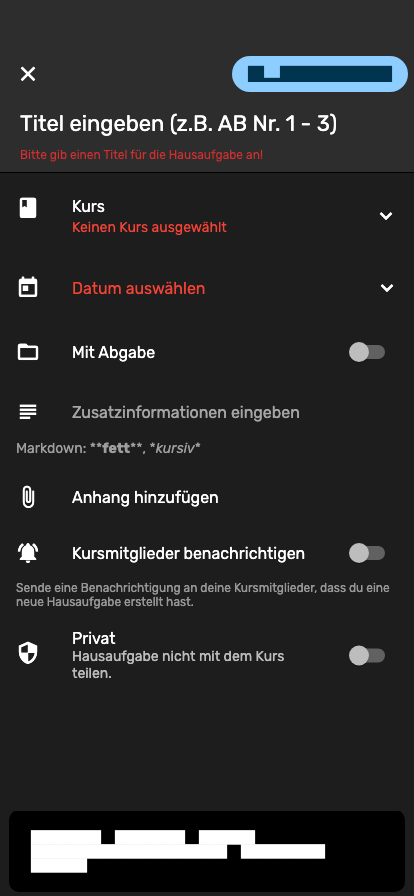 Titel eingeben (z.B. AB Nr. 1 - 3)
Bitte gib einen Titel für die Hausaufgabe an!
Kurs
Keinen Kurs ausgewählt
Datum auswählen
Mit Abgabe
Zusatzinformationen eingeben
Markdown: **fett**, *kursiv*
Anhang hinzufügen
Kursmitglieder benachrichtigen
Sende eine Benachrichtigung an deine Kursmitglieder, dass du eine
neue Hausaufgabe erstellt hast.
Privat
Hausaufgabe nicht mit dem Kurs
teilen.